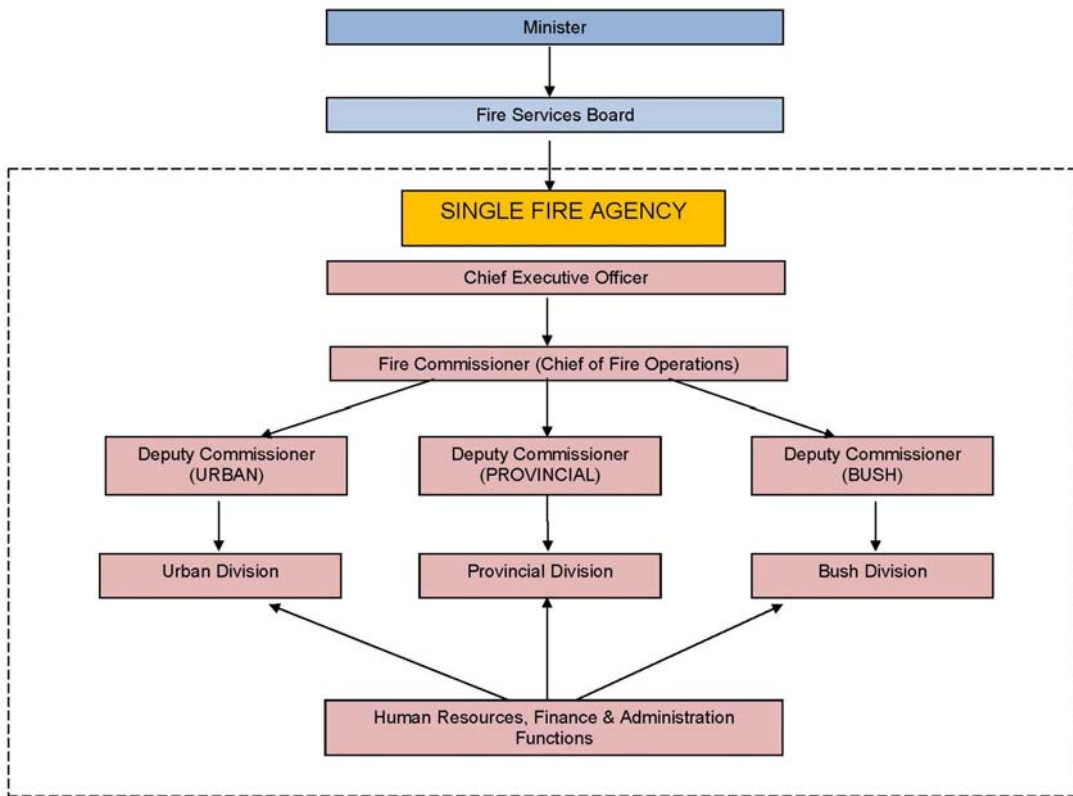 Minister
Fire Services Board
SINGLE FIRE AGENCY
Chief Executive Officer
Fire Commissioner (Chief of Fire Operations)
Deputy Commissioner
(URBAN)
Deputy Commissioner
(PROVINCIAL)
Deputy Commissioner
(BUSH)
Urban Division
Provincial Division
Bush Division
Human Resources, Finance & Administration
Functions